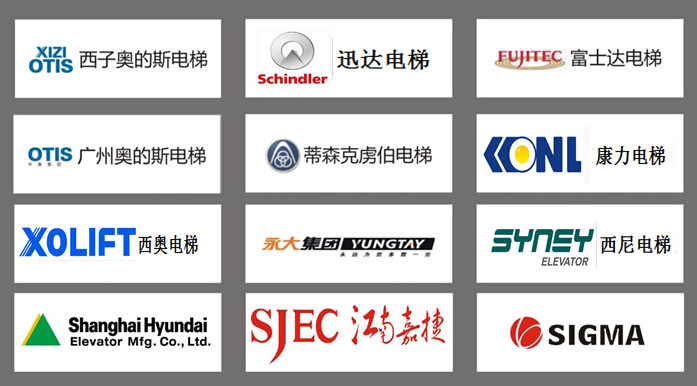 XIZI
OTIS 西子奥的斯电梯
Schindler 迅达电梯
FUJITEC 富士达电梯
OTIS 广州奥的斯电梯
蒂森克虏伯电梯
KONL 康力电梯
XOLIFT 西奥电梯
永大集团 YUNGTAY
SYNEY
ELEVATOR 西尼电梯
Shanghai Hyundai
Elevator Mfg. Co., Ltd.
SJEC 江南嘉捷
SIGMA